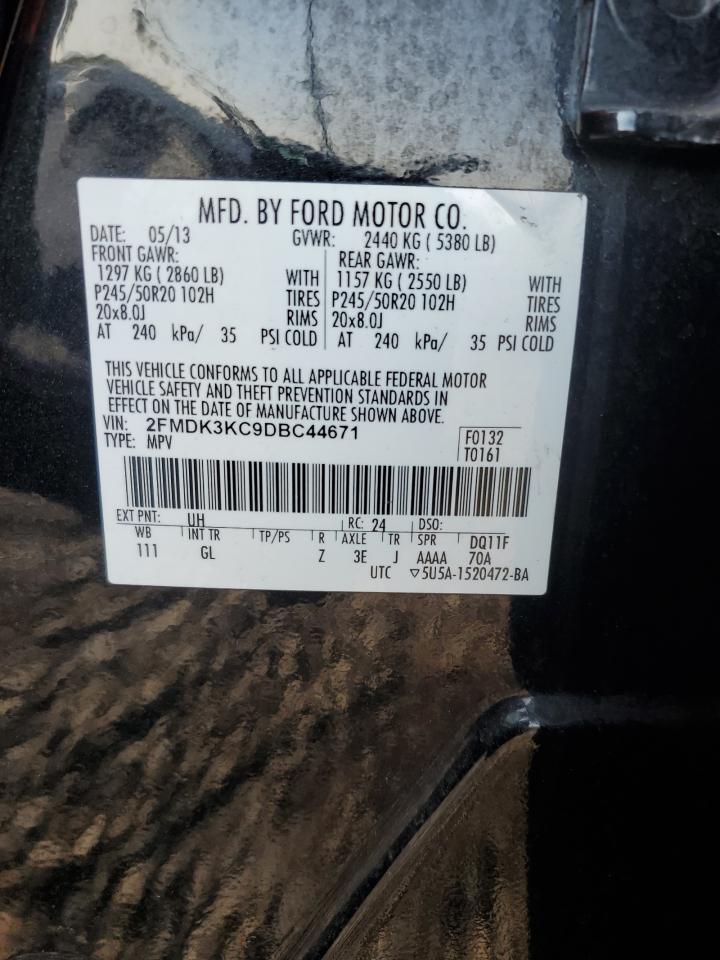 MFD. BY FORD MOTOR CO.
DATE: 05/13 GVWR: 2440 KG ( 5380 LB)
FRONT GAWR: REAR GAWR:
1297 KG ( 2860 LB) WITH 1157 KG ( 2550 LB) WITH
P245/50R20 102H TIRES P245/50R20 102H TIRES
20x8.0J RIMS 20x8.0J RIMS
AT 240 kPa/ 35 PSI COLD AT 240 kPa/ 35 PSI COLD
THIS VEHICLE CONFORMS TO ALL APPLICABLE FEDERAL MOTOR
VEHICLE SAFETY AND THEFT PREVENTION STANDARDS IN
EFFECT ON THE DATE OF MANUFACTURE SHOWN ABOVE.
VIN: 2FMDK3KC9DBC44671 F0132
TYPE: MPV T0161
EXT PNT: UH RC: 24 DSO:
WB INT TR TP/PS R AXLE TR SPR DQ11F
111 GL Z 3E J AAAA 70A
UTC ▽5U5A-1520472-BA